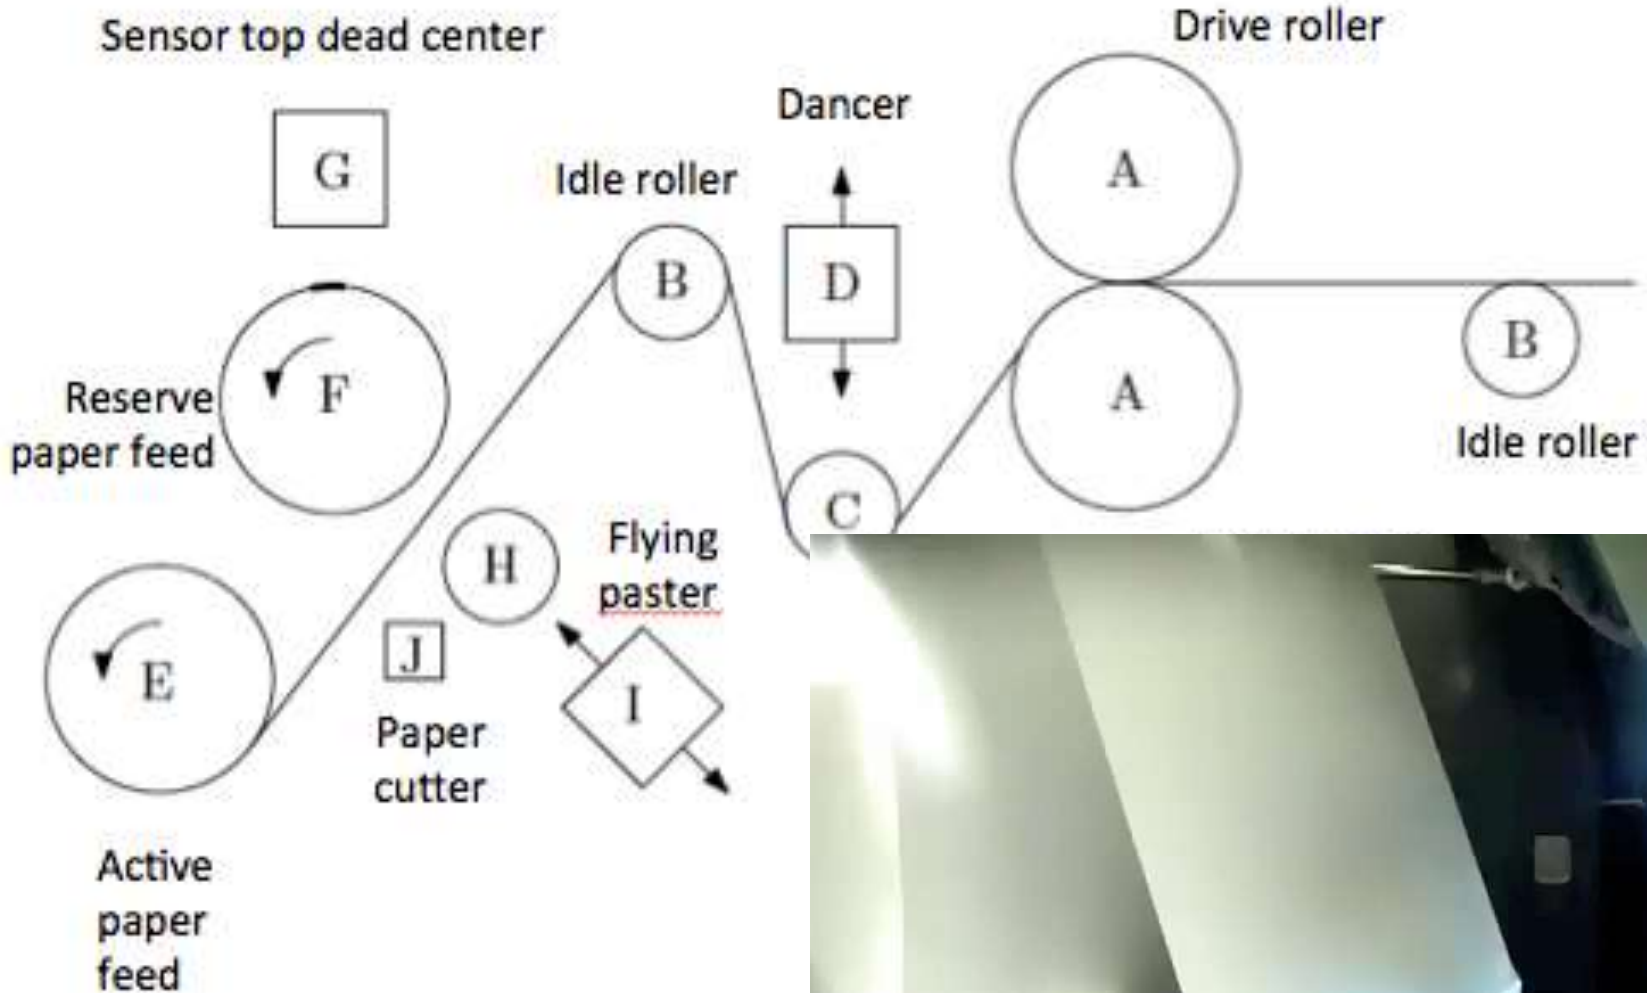 Sensor top dead center
Drive roller
Dancer
G
Idle roller
A
B
D
F
Reserve
paper feed
A
B
Idle roller
C
H
Flying
paster
E
J
I
Paper
cutter
Active
paper
feed